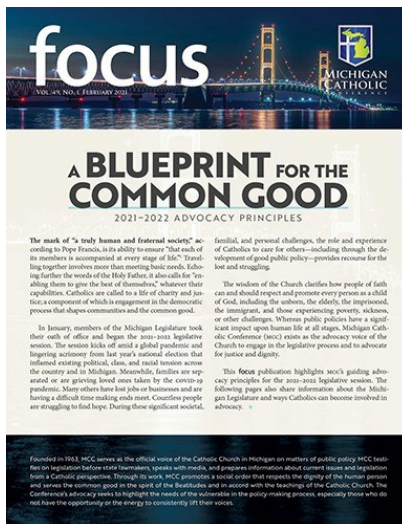 focus
VOL. 49, NO. 1, FEBRUARY 2021
MICHIGAN
CATHOLIC
CONFERENCE
A BLUEPRINT FOR THE
COMMON GOOD
2021–2022 ADVOCACY PRINCIPLES
The mark of “a truly human and fraternal society,” ac-
cording to Pope Francis, is its ability to ensure “that each of
its members is accompanied at every stage of life.” Travel-
ling together involves more than meeting basic needs. Echo-
ing further the words of the Holy Father, it also calls for “en-
abling them to give the best of themselves,” whatever their
capabilities. Catholics are called to a life of charity and jus-
tice; a component of which is engagement in the democratic
process that shapes communities and the common good.
In January, members of the Michigan Legislature took
their oath of office and began the 2021–2022 legislative
session. The session kicks off amid a global pandemic and
lingering acrimony from last year’s national election that
inflamed existing political, class, and racial tension across
the country and in Michigan. Meanwhile, families are sep-
arated or are grieving loved ones taken by the COVID-19
pandemic. Many others have lost jobs or businesses and are
having a difficult time making ends meet. Countless people
are struggling to find hope. During these significant societal,
familial, and personal challenges, the role and experience
of Catholics to care for others—including through the de-
velopment of good public policy—provides recourse for the
lost and struggling.
The wisdom of the Church clarifies how people of faith
can and should respect and promote every person as a child
of God, including the unborn, the elderly, the imprisoned,
the immigrant, and those experiencing poverty, sickness,
or other challenges. Whereas public policies have a signif-
icant impact upon human life at all stages, Michigan Cath-
olic Conference (MCC) exists as the advocacy voice of the
Church to engage in the legislative process and to advocate
for justice and dignity.
This focus publication highlights MCC’s guiding advo-
cacy principles for the 2021–2022 legislative session. The
following pages also share information about the Michi-
gan Legislature and ways Catholics can become involved in
advocacy.
Founded in 1963, MCC serves as the official voice of the Catholic Church in Michigan on matters of public policy. MCC testi-
fies on legislation before state lawmakers, speaks with media, and prepares information about current issues and legislation
from a Catholic perspective. Through its work, MCC promotes a social order that respects the dignity of the human person
and serves the common good in the spirit of the Beatitudes and in accord with the teachings of the Catholic Church. The
Conference’s advocacy seeks to highlight the needs of the vulnerable in the policy-making process, especially those who do
not have the opportunity or the energy to consistently lift their voices.